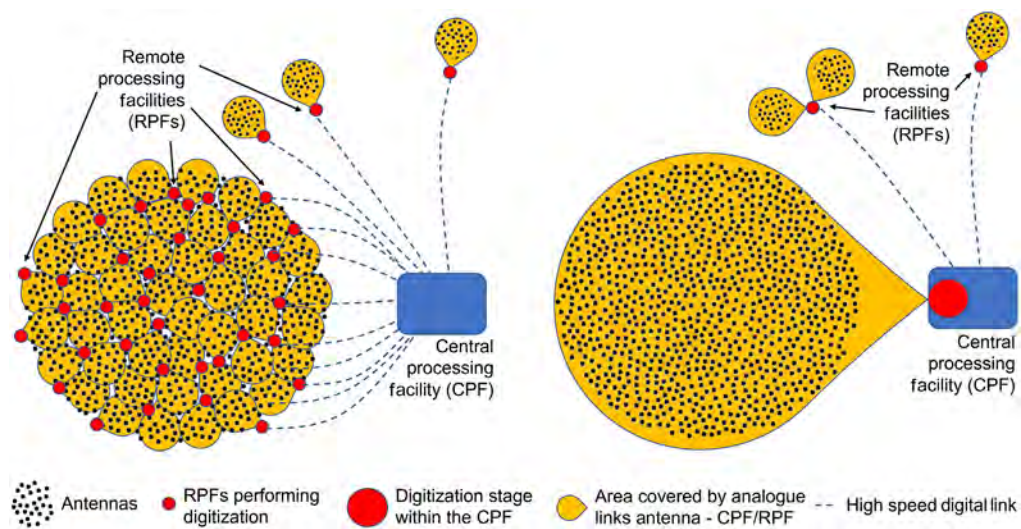 Remote
processing
facilities
(RPFs)
Central
processing
facility (CPF)
Remote
processing
facilities
(RPFs)
Central
processing
facility (CPF)
Antennas
RPFs performing
digitization
Digitization stage
within the CPF
Area covered by analogue
links antenna - CPF/RPF
High speed digital link